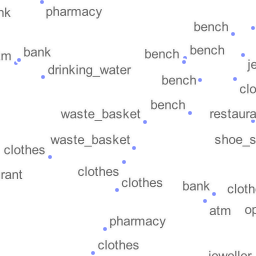 nk
pharmacy
bench
m
bank
bench
bench
je
drinking_water
bench
clo
bench
waste_basket
restaura
waste_basket
shoe_s
clothes
clothes
rant
clothes
bank
cloth
atm
op
pharmacy
clothes
jeweller